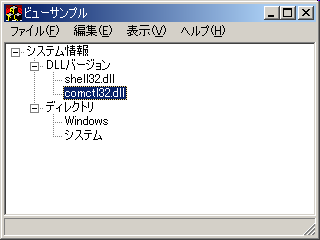 ビューサンプル
ファイル(F) 編集(E) 表示(V) ヘルプ(H)
システム情報
DLLバージョン
shell32.dll
comctl32.dll
ディレクトリ
Windows
システム